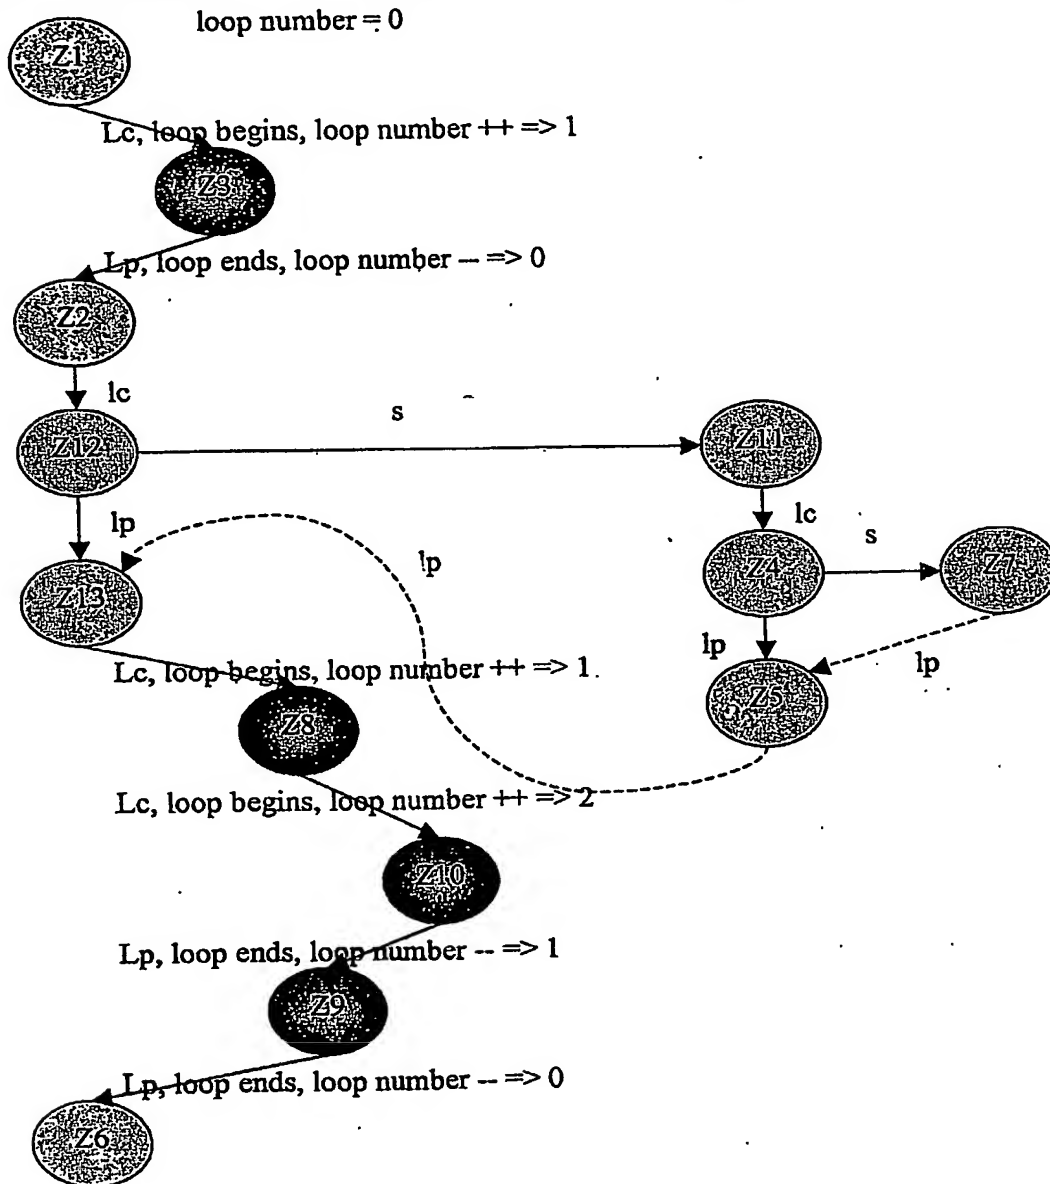 loop number = 0
Z1
Lc, loop begins, loop number ++ => 1
Z3
Lp, loop ends, loop number -- => 0
Z2
lc
s
Z12
Z11
lp
lc
s
lp
Z4
Z7
Z13
lp
lp
Lc, loop begins, loop number ++ => 1
Z5
Z8
Lc, loop begins, loop number ++ => 2
Z10
Lp, loop ends, loop number -- => 1
Z9
Lp, loop ends, loop number -- => 0
Z6